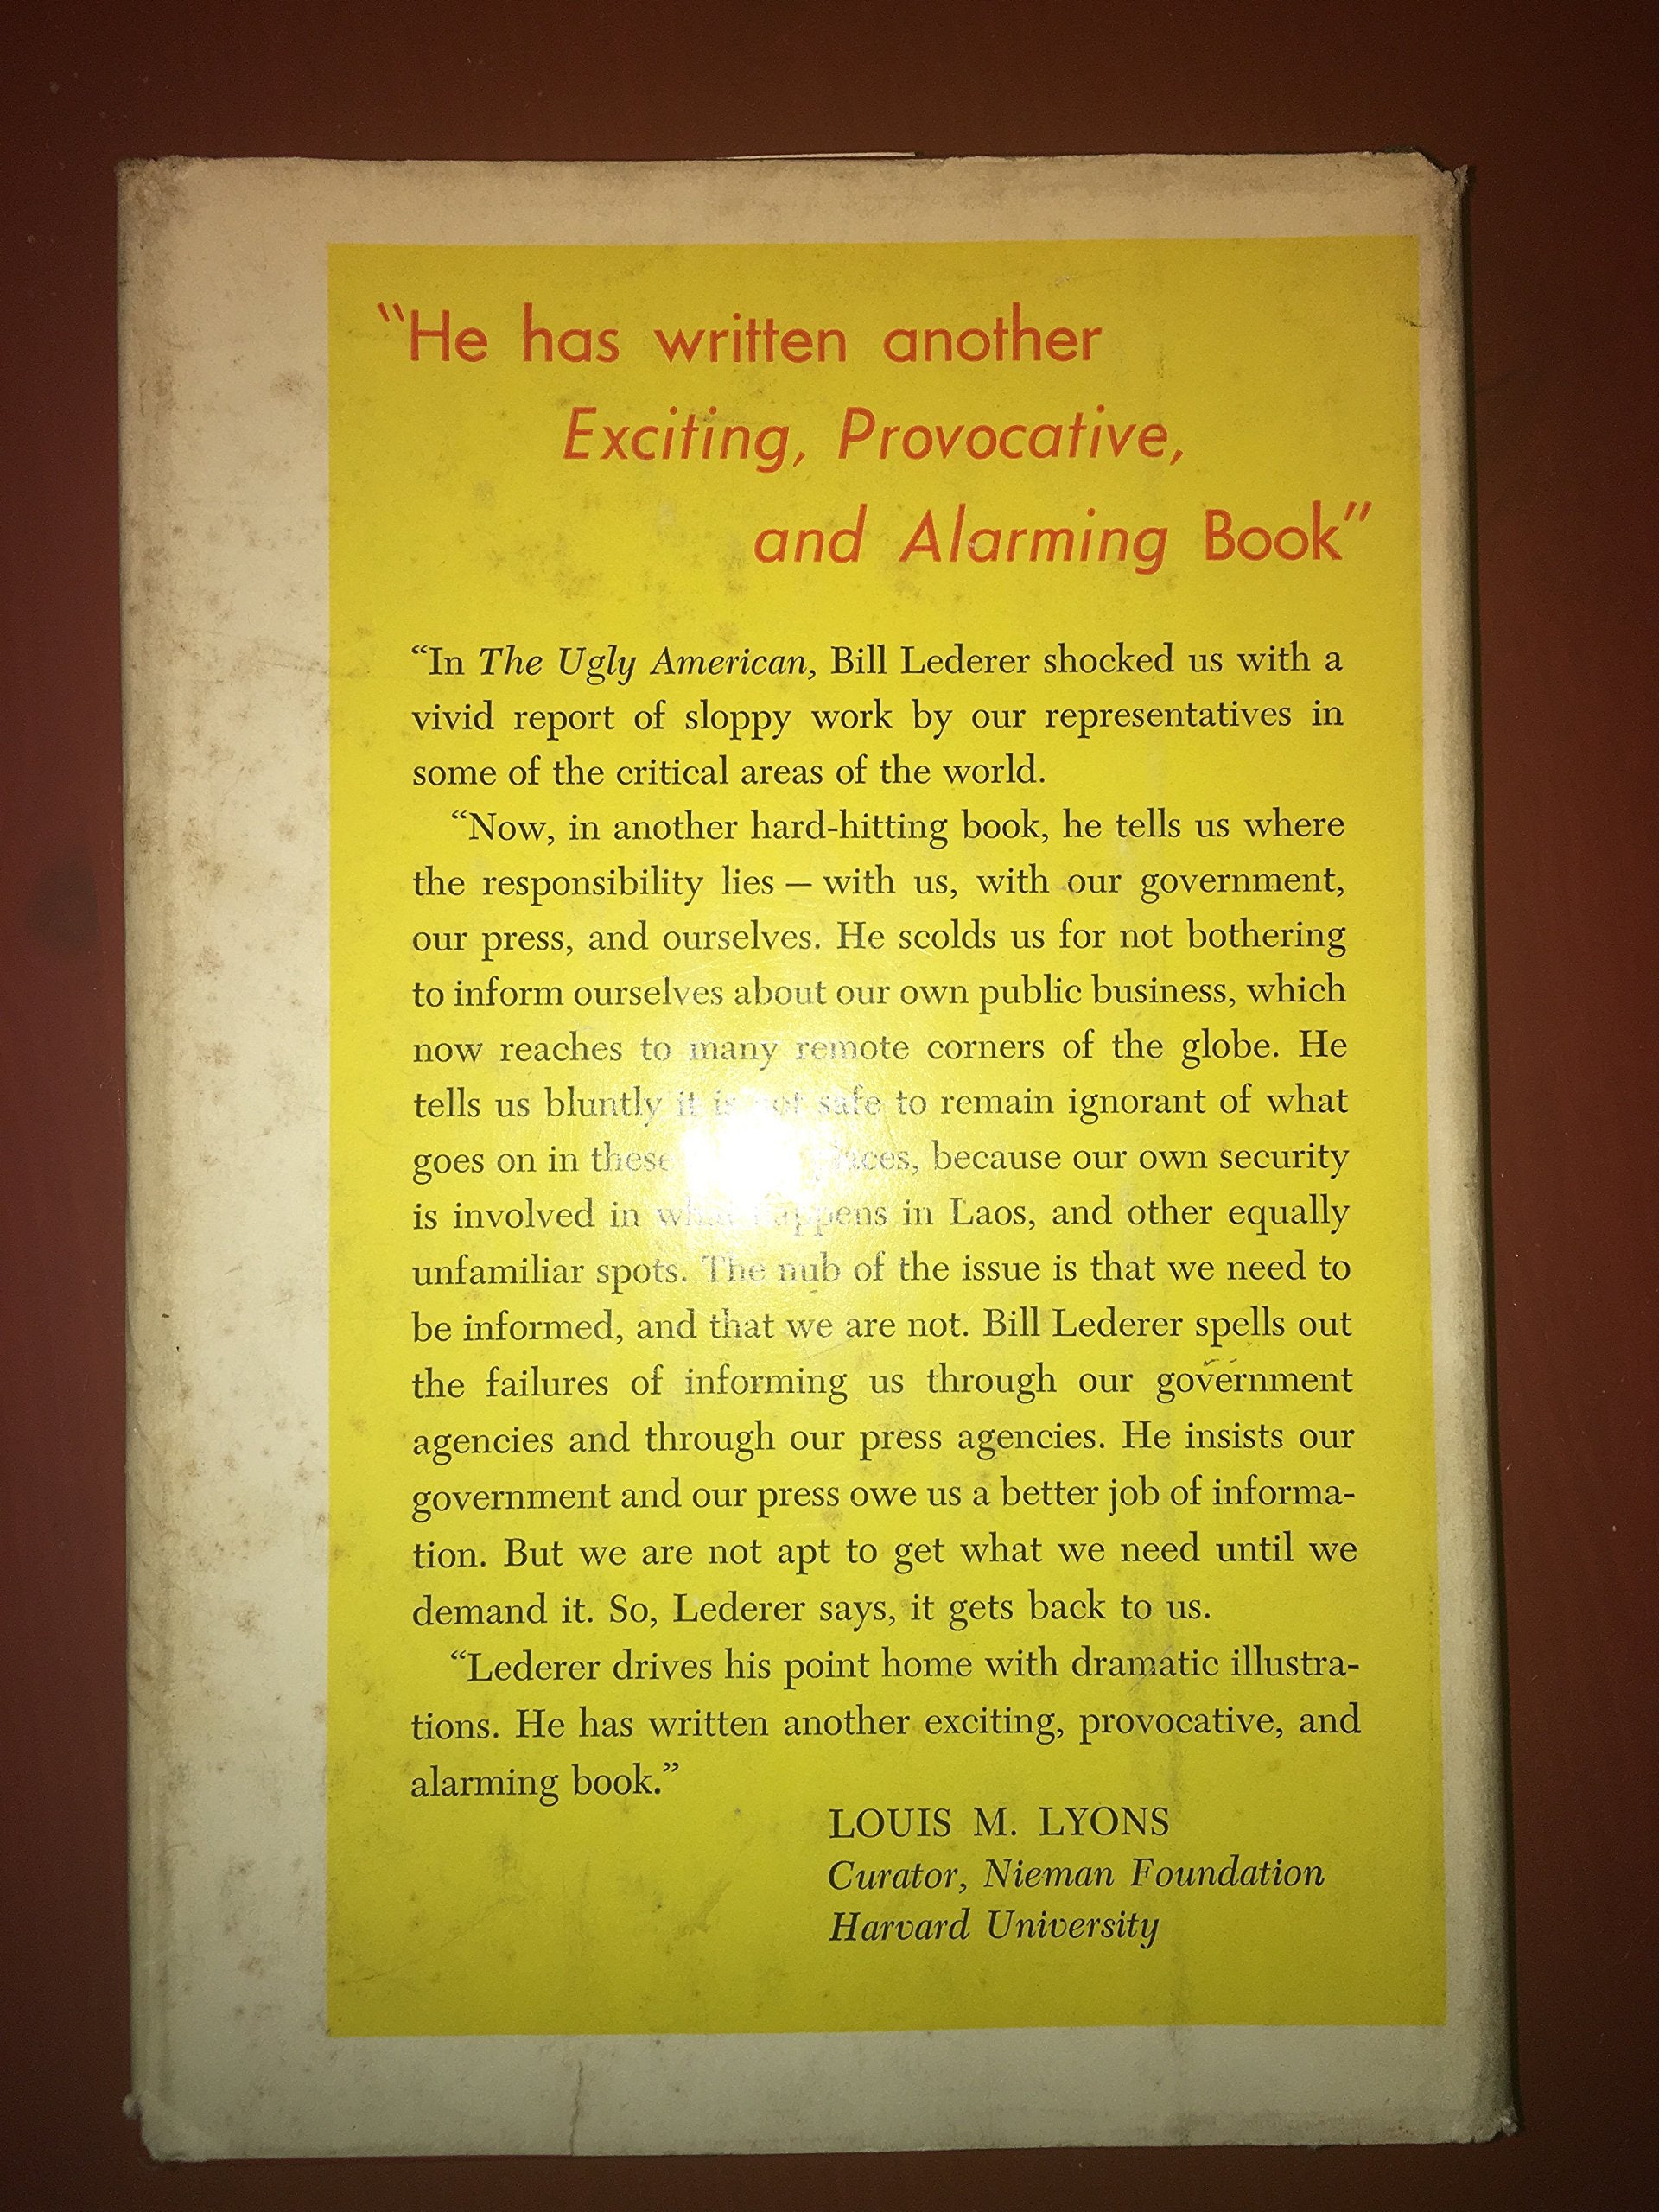 "He has written another
Exciting, Provocative,
and Alarming Book"
“In The Ugly American, Bill Lederer shocked us with a
vivid report of sloppy work by our representatives in
some of the critical areas of the world.
“Now, in another hard-hitting book, he tells us where
the responsibility lies — with us, with our government,
our press, and ourselves. He scolds us for not bothering
to inform ourselves about our own public business, which
now reaches to many remote corners of the globe. He
tells us bluntly it is not safe to remain ignorant of what
goes on in these places, because our own security
is involved in what happens in Laos, and other equally
unfamiliar spots. The nub of the issue is that we need to
be informed, and that we are not. Bill Lederer spells out
the failures of informing us through our government
agencies and through our press agencies. He insists our
government and our press owe us a better job of informa-
tion. But we are not apt to get what we need until we
demand it. So, Lederer says, it gets back to us.
“Lederer drives his point home with dramatic illustra-
tions. He has written another exciting, provocative, and
alarming book.”
LOUIS M. LYONS
Curator, Nieman Foundation
Harvard University